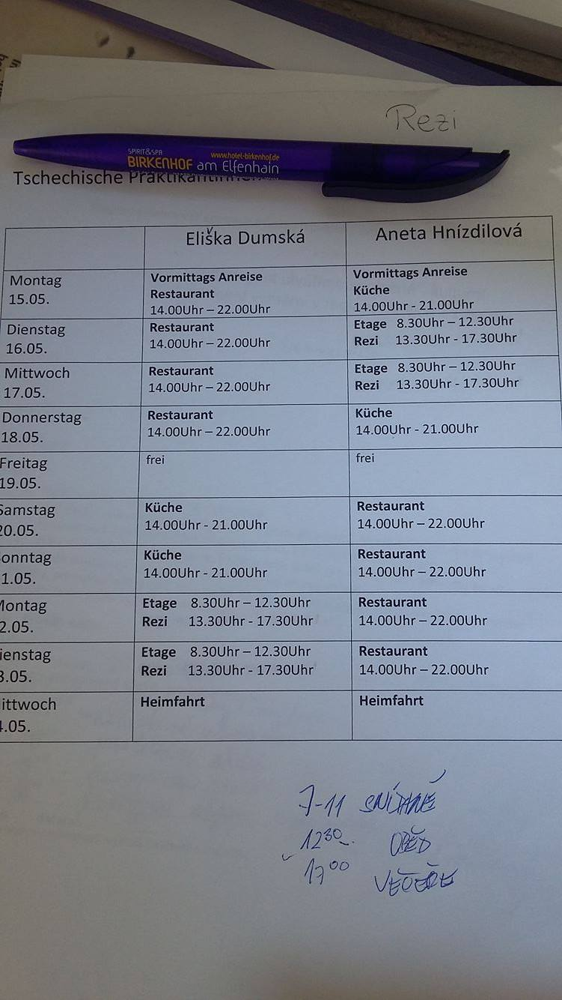 Rezi
SPIRIT&SPA
www.hotel-birkenhof.de
BIRKENHOF am Elfenhain
Tschechische Praktikantinnen
Eliška Dumská Aneta Hnízdilová
Montag Vormittags Anreise Vormittags Anreise
Restaurant Küche
15.05. 14.00Uhr – 22.00Uhr 14.00Uhr - 21.00Uhr
Dienstag Restaurant Etage 8.30Uhr – 12.30Uhr
16.05. 14.00Uhr – 22.00Uhr Rezi 13.30Uhr - 17.30Uhr
Mittwoch Restaurant Etage 8.30Uhr – 12.30Uhr
17.05. 14.00Uhr – 22.00Uhr Rezi 13.30Uhr - 17.30Uhr
Donnerstag Restaurant Küche
18.05. 14.00Uhr – 22.00Uhr 14.00Uhr - 21.00Uhr
Freitag frei frei
19.05.
Samstag Küche Restaurant
20.05. 14.00Uhr - 21.00Uhr 14.00Uhr – 22.00Uhr
onntag Küche Restaurant
1.05. 14.00Uhr - 21.00Uhr 14.00Uhr – 22.00Uhr
Montag Etage 8.30Uhr – 12.30Uhr Restaurant
2.05. Rezi 13.30Uhr - 17.30Uhr 14.00Uhr – 22.00Uhr
ienstag Etage 8.30Uhr – 12.30Uhr Restaurant
3.05. Rezi 13.30Uhr - 17.30Uhr 14.00Uhr – 22.00Uhr
ittwoch Heimfahrt Heimfahrt
4.05.
7-11 SNÍDANĚ
12³⁰ OBĚD
17⁰⁰ VEČEŘE